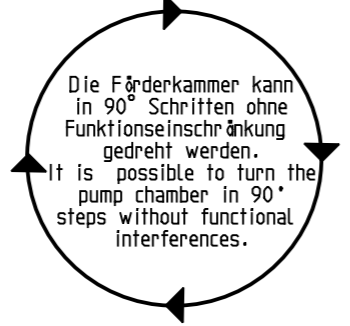 Die Förderkammer kann
in 90° Schritten ohne
Funktionseinschränkung
gedreht werden.
It is possible to turn the
pump chamber in 90°
steps without functional
interferences.